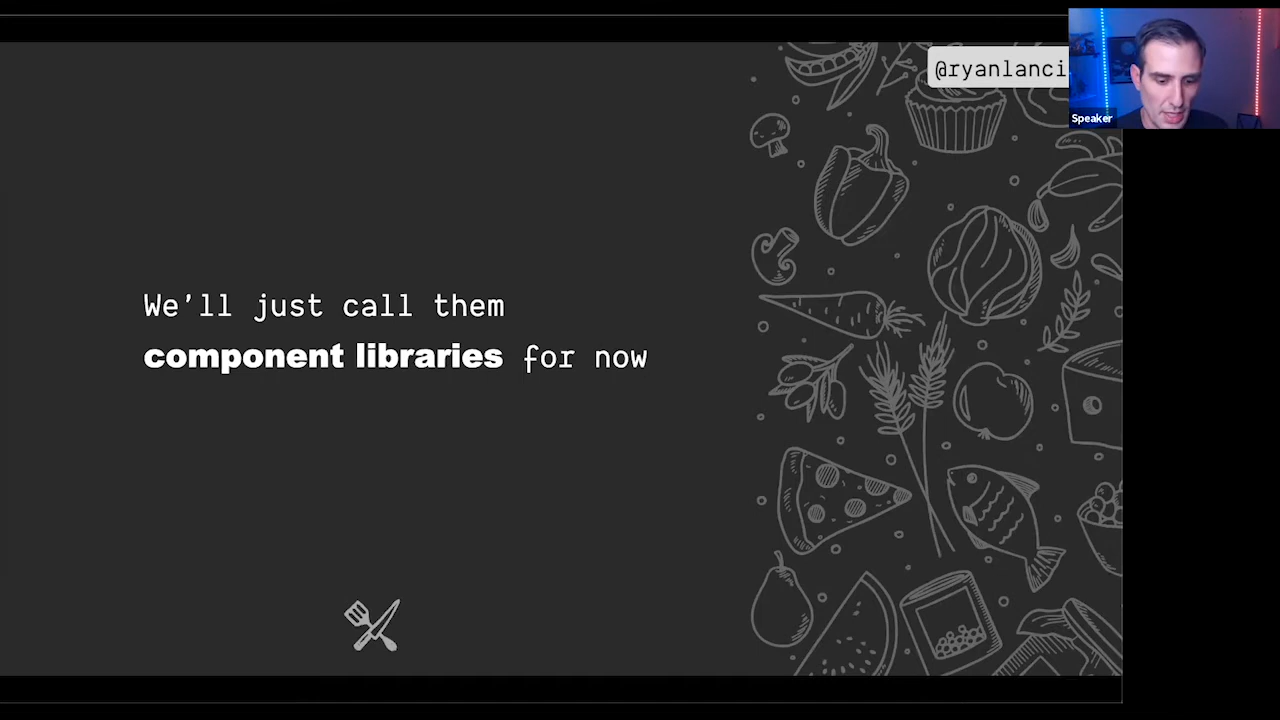 @ryanlanci
Speaker
We'll just call them
component libraries for now